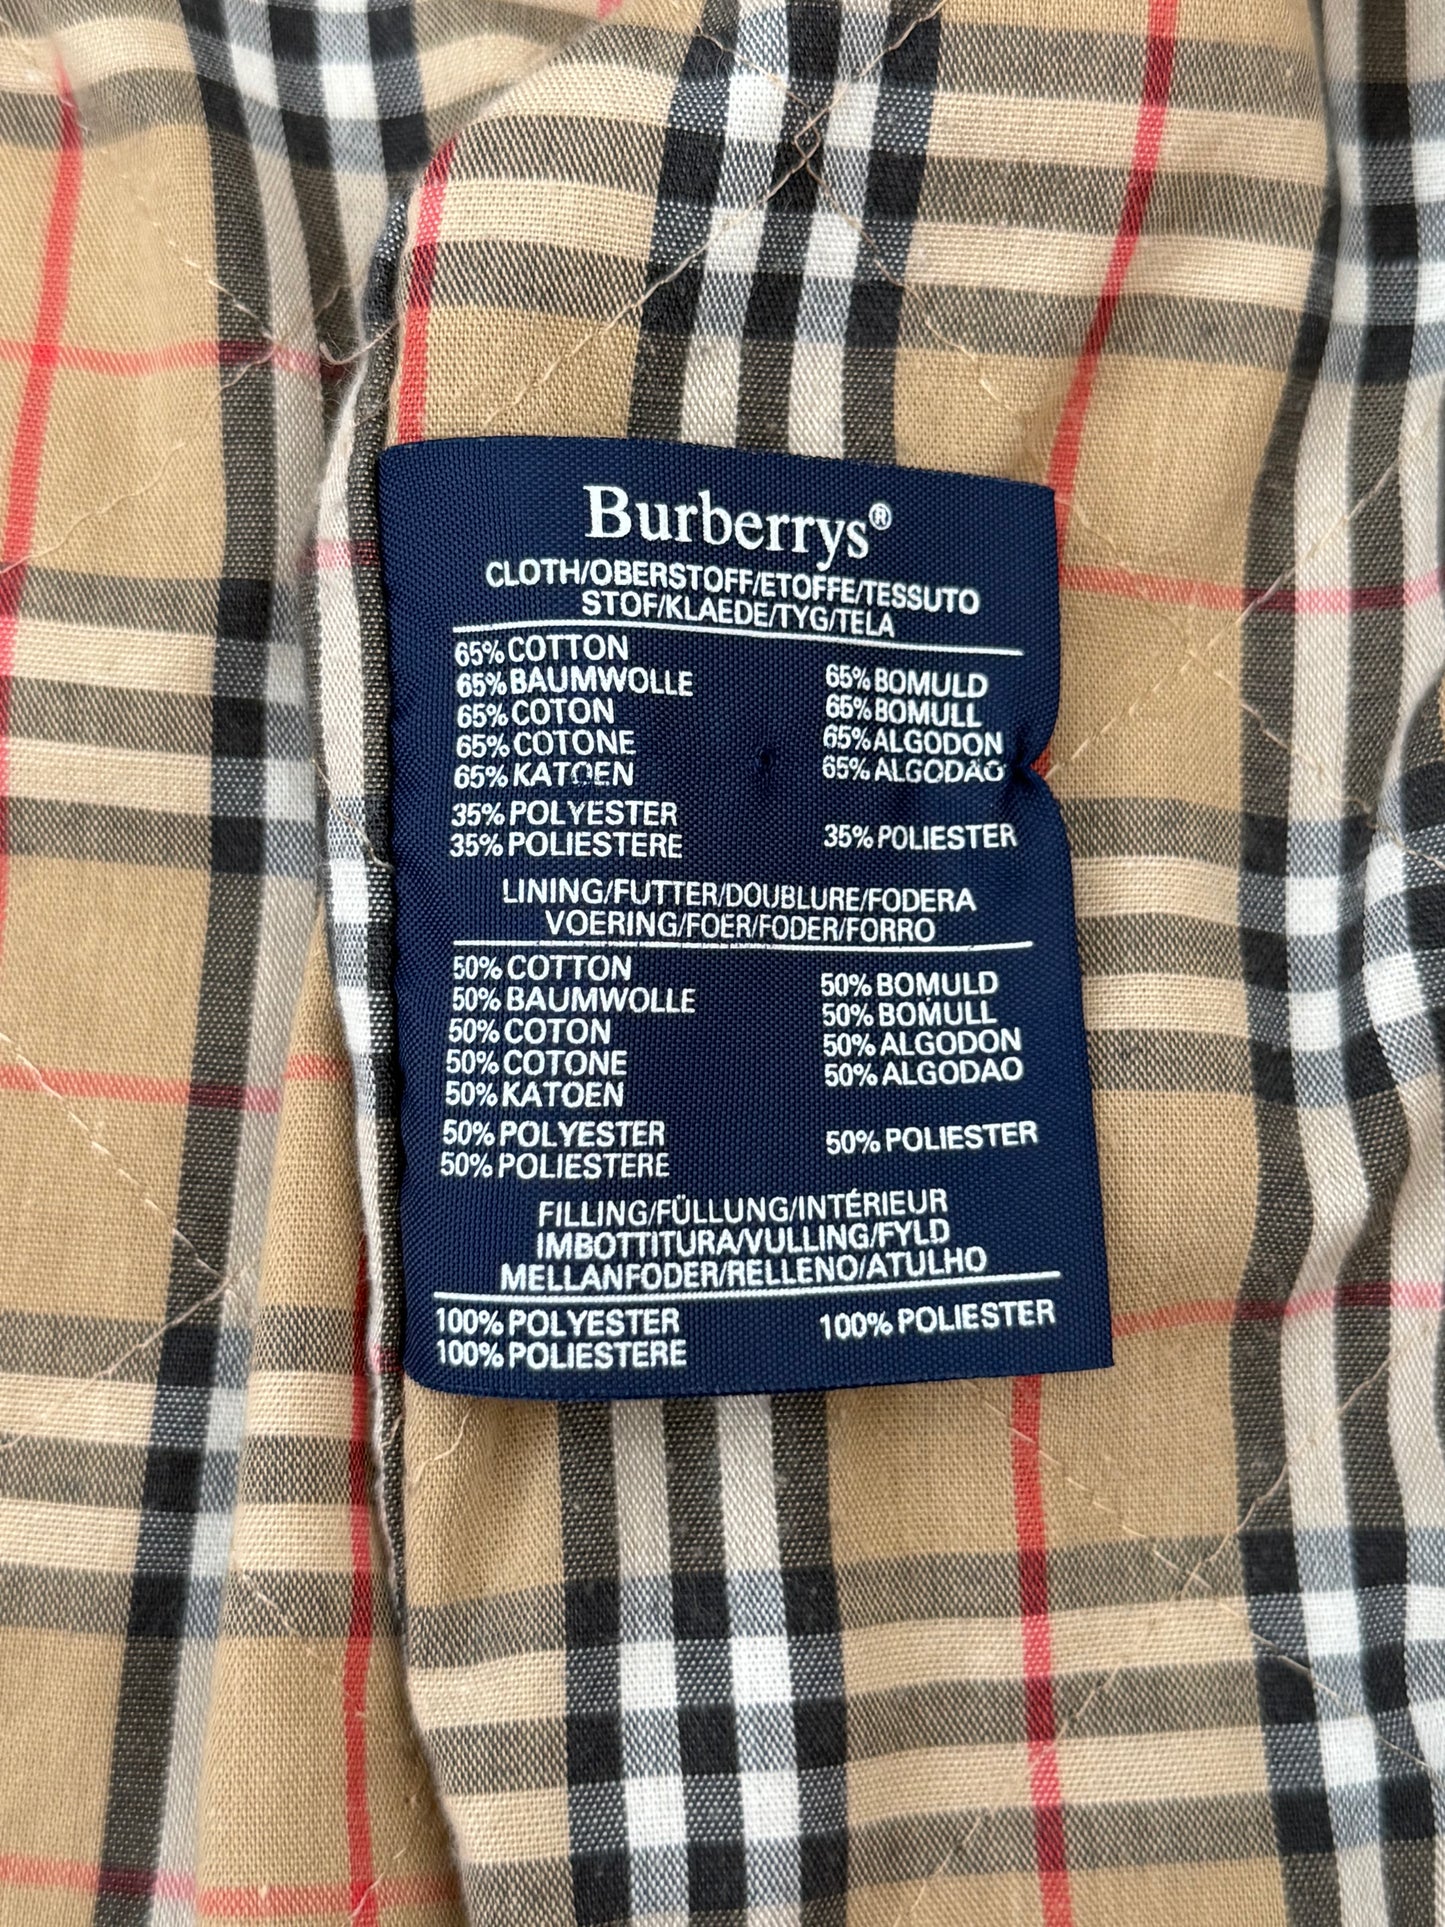 Burberrys®
CLOTH/OBERSTOFF/ETOFFE/TESSUTO
STOF/KLAEDE/TYG/TELA
65% COTTON
65% BAUMWOLLE
65% COTON
65% COTONE
65% KATOEN
65% BOMULD
65% BOMULL
65% ALGODON
65% ALGODÃO
35% POLYESTER
35% POLIESTERE
35% POLIESTER
LINING/FUTTER/DOUBLURE/FODERA
VOERING/FOER/FODER/FORRO
50% COTTON
50% BAUMWOLLE
50% COTON
50% COTONE
50% KATOEN
50% BOMULD
50% BOMULL
50% ALGODON
50% ALGODAO
50% POLYESTER
50% POLIESTERE
50% POLIESTER
FILLING/FÜLLUNG/INTÉRIEUR
IMBOTTITURA/VULLING/FYLD
MELLANFODER/RELLENO/ATULHO
100% POLYESTER
100% POLIESTERE
100% POLIESTER